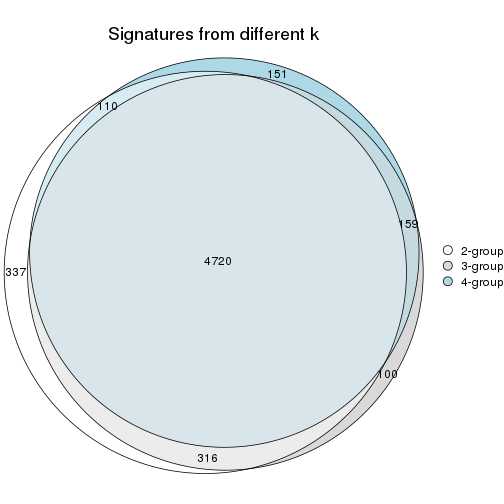 Signatures from different k
151
110
159
4720
337
100
316
2-group
3-group
4-group